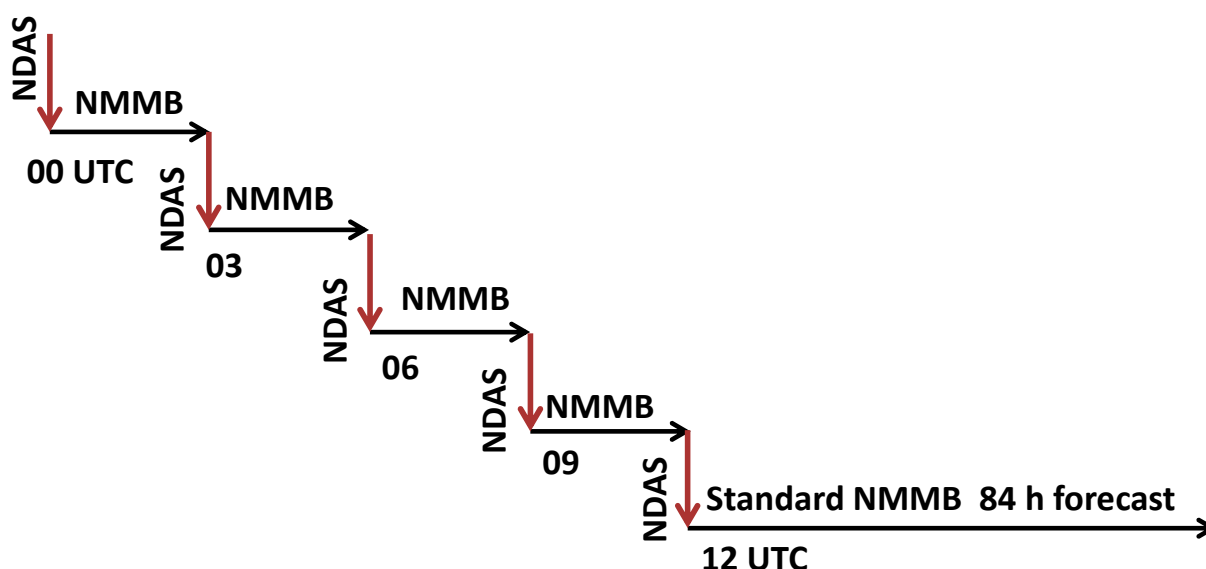 NDAS
NMMB
00 UTC
NDAS
NMMB
03
NDAS
NMMB
06
NDAS
NMMB
09
NDAS
Standard NMMB 84 h forecast
12 UTC